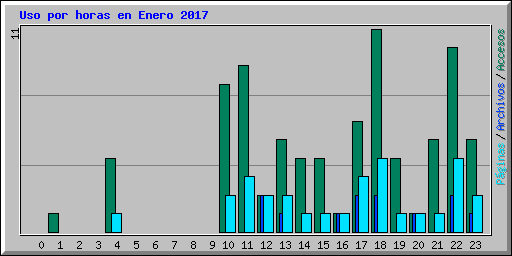 Uso por horas en Enero 2017
11
Páginas / Archivos / Accesos
0 1 2 3 4 5 6 7 8 9 10 11 12 13 14 15 16 17 18 19 20 21 22 23